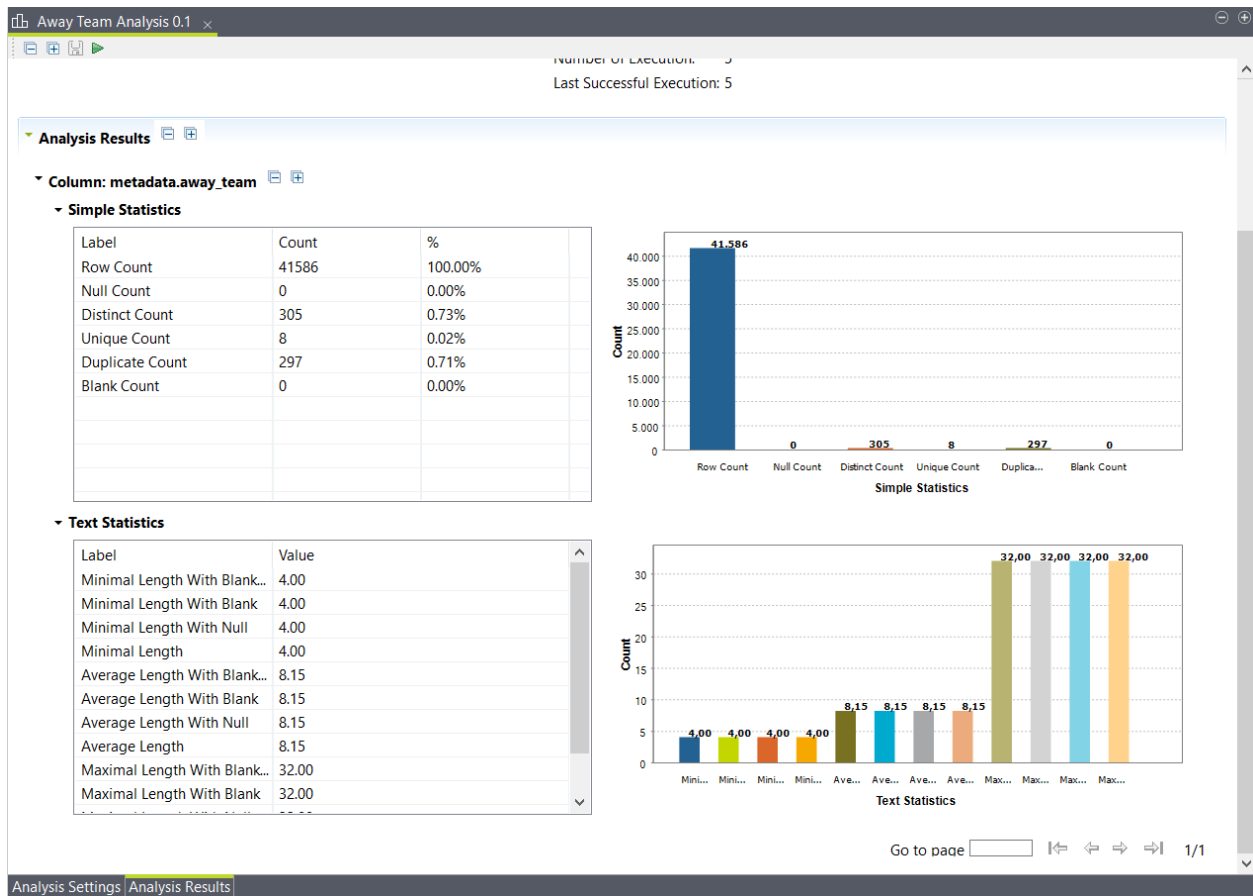 Away Team Analysis 0.1
Number of Execution: 5
Last Successful Execution: 5
Analysis Results
Column: metadata.away_team
Simple Statistics
Label Count %
Row Count 41586 100.00%
Null Count 0 0.00%
Distinct Count 305 0.73%
Unique Count 8 0.02%
Duplicate Count 297 0.71%
Blank Count 0 0.00%
41.586
40.000
35.000
30.000
25.000
20.000
15.000
10.000
5.000
0
Count
0 305 8 297 0
Row Count Null Count Distinct Count Unique Count Duplica... Blank Count
Simple Statistics
Text Statistics
Label Value
Minimal Length With Blank... 4.00
Minimal Length With Blank 4.00
Minimal Length With Null 4.00
Minimal Length 4.00
Average Length With Blank... 8.15
Average Length With Blank 8.15
Average Length With Null 8.15
Average Length 8.15
Maximal Length With Blank... 32.00
Maximal Length With Blank 32.00
32,00 32,00 32,00 32,00
30
25
20
15
10
5
0
Count
8,15 8,15 8,15 8,15
4,00 4,00 4,00 4,00
Mini... Mini... Mini... Mini... Ave... Ave... Ave... Ave... Max... Max... Max... Max...
Text Statistics
Go to page 1/1
Analysis Settings Analysis Results